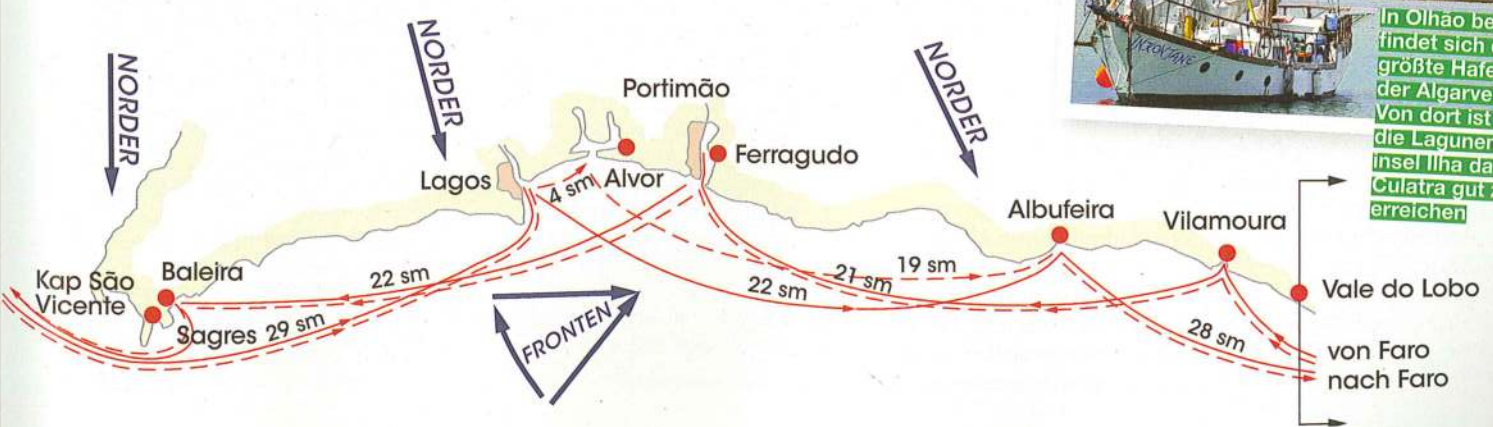 NORDER
NORDER
NORDER
Portimão
Ferragudo
Lagos
4 sm
Alvor
Albufeira
Vilamoura
Kap São
Vicente
Baleira
Sagres
22 sm
29 sm
FRONTEN
22 sm
21 sm
19 sm
28 sm
Vale do Lobo
von Faro
nach Faro
In Olhão be
findet sich
größte Hafe
der Algarve
Von dort ist
die Lagunen
insel Ilha da
Culatra gut
erreichen